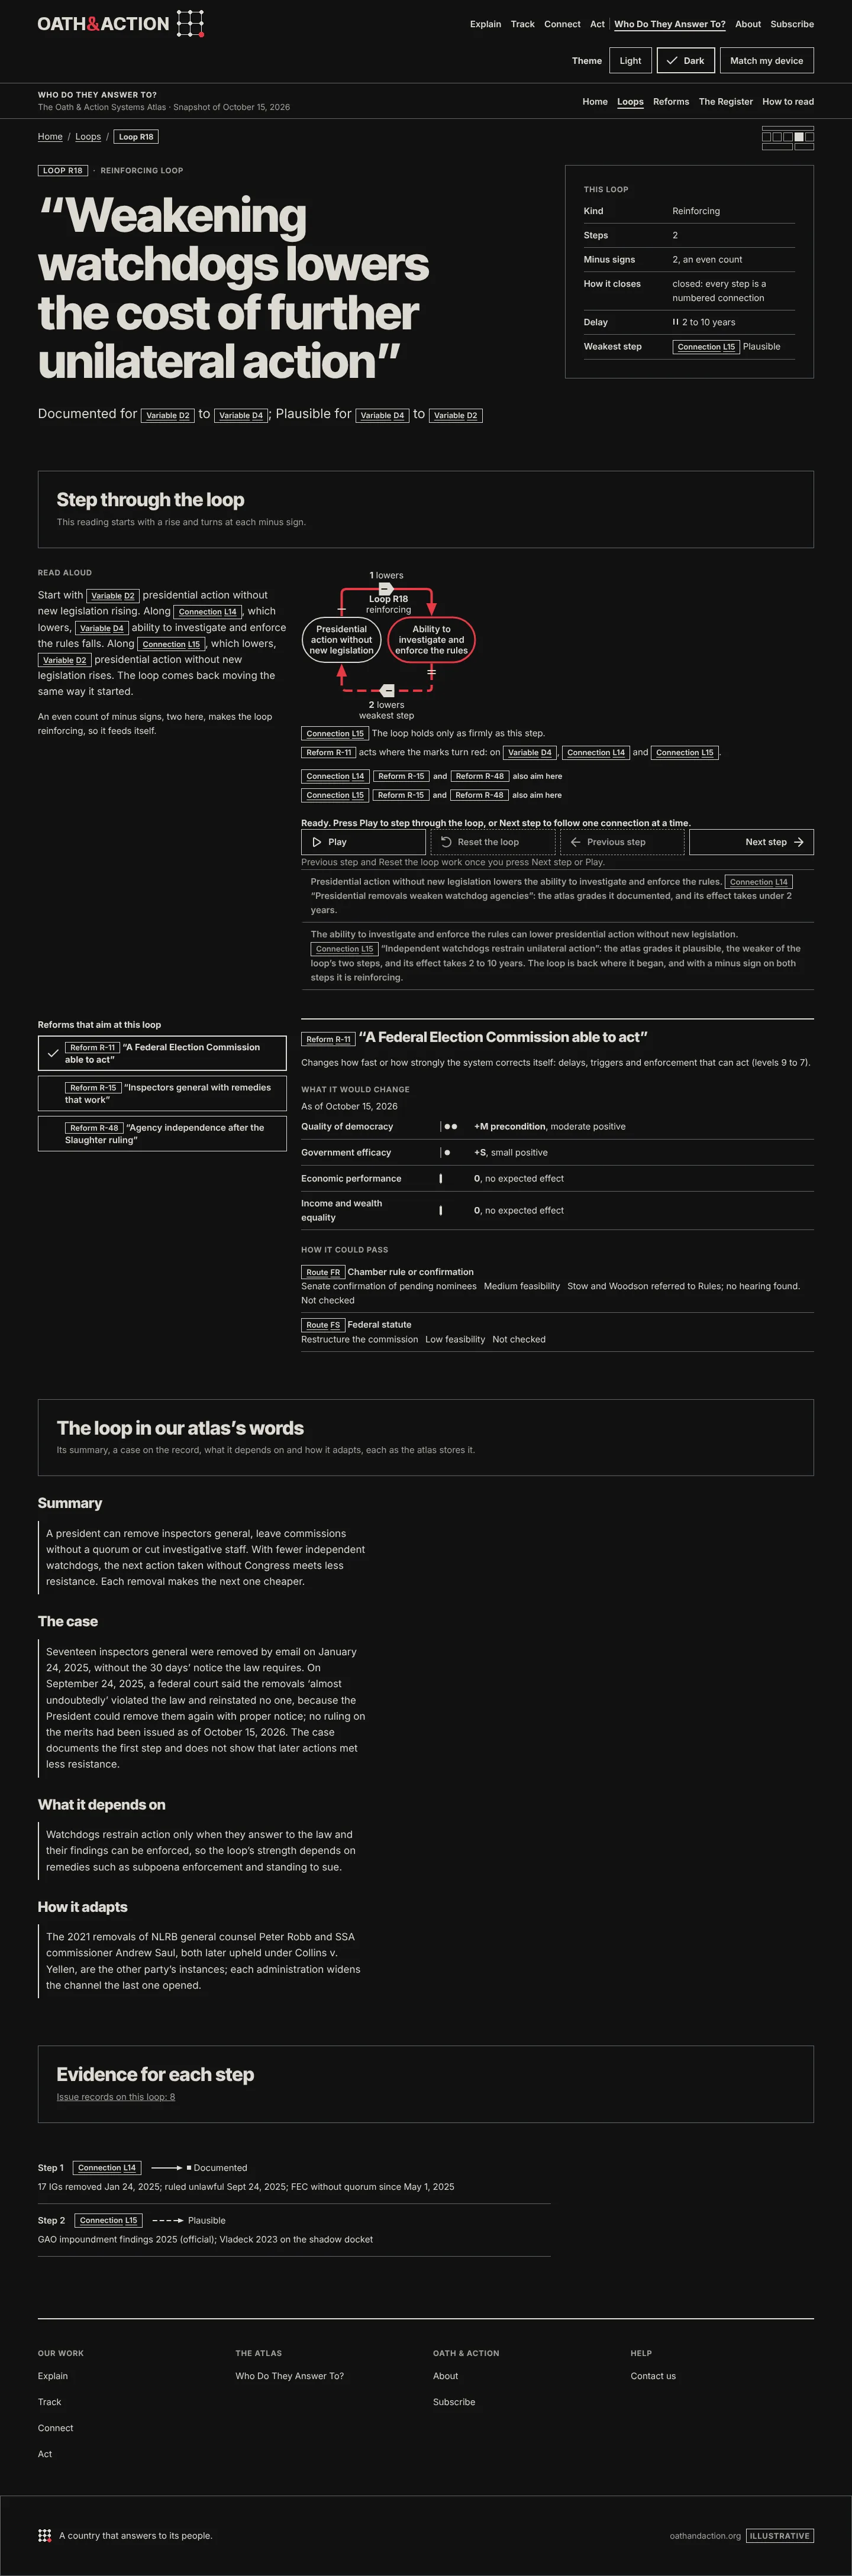 OATH&ACTION
Explain Track Connect Act Who Do They Answer To? About Subscribe
Theme Light Dark Match my device
WHO DO THEY ANSWER TO?
The Oath & Action Systems Atlas · Snapshot of October 15, 2026
Home Loops Reforms The Register How to read
Home / Loops / Loop R18
LOOP R18 · REINFORCING LOOP
“Weakening
watchdogs lowers
the cost of further
unilateral action”
Documented for Variable D2 to Variable D4; Plausible for Variable D4 to Variable D2
THIS LOOP
Kind Reinforcing
Steps 2
Minus signs 2, an even count
How it closes closed: every step is a
numbered connection
Delay 2 to 10 years
Weakest step Connection L15 Plausible
Step through the loop
This reading starts with a rise and turns at each minus sign.
READ ALOUD
Start with Variable D2 presidential action without
new legislation rising. Along Connection L14, which
lowers, Variable D4 ability to investigate and enforce
the rules falls. Along Connection L15, which lowers,
Variable D2 presidential action without new
legislation rises. The loop comes back moving the
same way it started.
An even count of minus signs, two here, makes the loop
reinforcing, so it feeds itself.
1 lowers
Loop R18
reinforcing
Presidential
action without
new legislation
Ability to
investigate and
enforce the rules
2 lowers
weakest step
Connection L15 The loop holds only as firmly as this step.
Reform R-11 acts where the marks turn red: on Variable D4, Connection L14 and Connection L15.
Connection L14 Reform R-15 and Reform R-48 also aim here
Connection L15 Reform R-15 and Reform R-48 also aim here
Ready. Press Play to step through the loop, or Next step to follow one connection at a time.
Play Reset the loop Previous step Next step
Previous step and Reset the loop work once you press Next step or Play.
Presidential action without new legislation lowers the ability to investigate and enforce the rules. Connection L14
“Presidential removals weaken watchdog agencies”: the atlas grades it documented, and its effect takes under 2
years.
The ability to investigate and enforce the rules can lower presidential action without new legislation.
Connection L15 “Independent watchdogs restrain unilateral action”: the atlas grades it plausible, the weaker of the
loop’s two steps, and its effect takes 2 to 10 years. The loop is back where it began, and with a minus sign on both
steps it is reinforcing.
Reforms that aim at this loop
Reform R-11 “A Federal Election Commission
able to act”
Reform R-15 “Inspectors general with remedies
that work”
Reform R-48 “Agency independence after the
Slaughter ruling”
Reform R-11 “A Federal Election Commission able to act”
Changes how fast or how strongly the system corrects itself: delays, triggers and enforcement that can act (levels 9 to 7).
WHAT IT WOULD CHANGE
As of October 15, 2026
Quality of democracy +M precondition, moderate positive
Government efficacy +S, small positive
Economic performance 0, no expected effect
Income and wealth
equality 0, no expected effect
HOW IT COULD PASS
Route FR Chamber rule or confirmation
Senate confirmation of pending nominees Medium feasibility Stow and Woodson referred to Rules; no hearing found.
Not checked
Route FS Federal statute
Restructure the commission Low feasibility Not checked
The loop in our atlas’s words
Its summary, a case on the record, what it depends on and how it adapts, each as the atlas stores it.
Summary
A president can remove inspectors general, leave commissions
without a quorum or cut investigative staff. With fewer independent
watchdogs, the next action taken without Congress meets less
resistance. Each removal makes the next one cheaper.
The case
Seventeen inspectors general were removed by email on January
24, 2025, without the 30 days’ notice the law requires. On
September 24, 2025, a federal court said the removals ‘almost
undoubtedly’ violated the law and reinstated no one, because the
President could remove them again with proper notice; no ruling on
the merits had been issued as of October 15, 2026. The case
documents the first step and does not show that later actions met
less resistance.
What it depends on
Watchdogs restrain action only when they answer to the law and
their findings can be enforced, so the loop’s strength depends on
remedies such as subpoena enforcement and standing to sue.
How it adapts
The 2021 removals of NLRB general counsel Peter Robb and SSA
commissioner Andrew Saul, both later upheld under Collins v.
Yellen, are the other party’s instances; each administration widens
the channel the last one opened.
Evidence for each step
Issue records on this loop: 8
Step 1 Connection L14 Documented
17 IGs removed Jan 24, 2025; ruled unlawful Sept 24, 2025; FEC without quorum since May 1, 2025
Step 2 Connection L15 Plausible
GAO impoundment findings 2025 (official); Vladeck 2023 on the shadow docket
OUR WORK
Explain
Track
Connect
Act
THE ATLAS
Who Do They Answer To?
OATH & ACTION
About
Subscribe
HELP
Contact us
A country that answers to its people.
oathandaction.org ILLUSTRATIVE